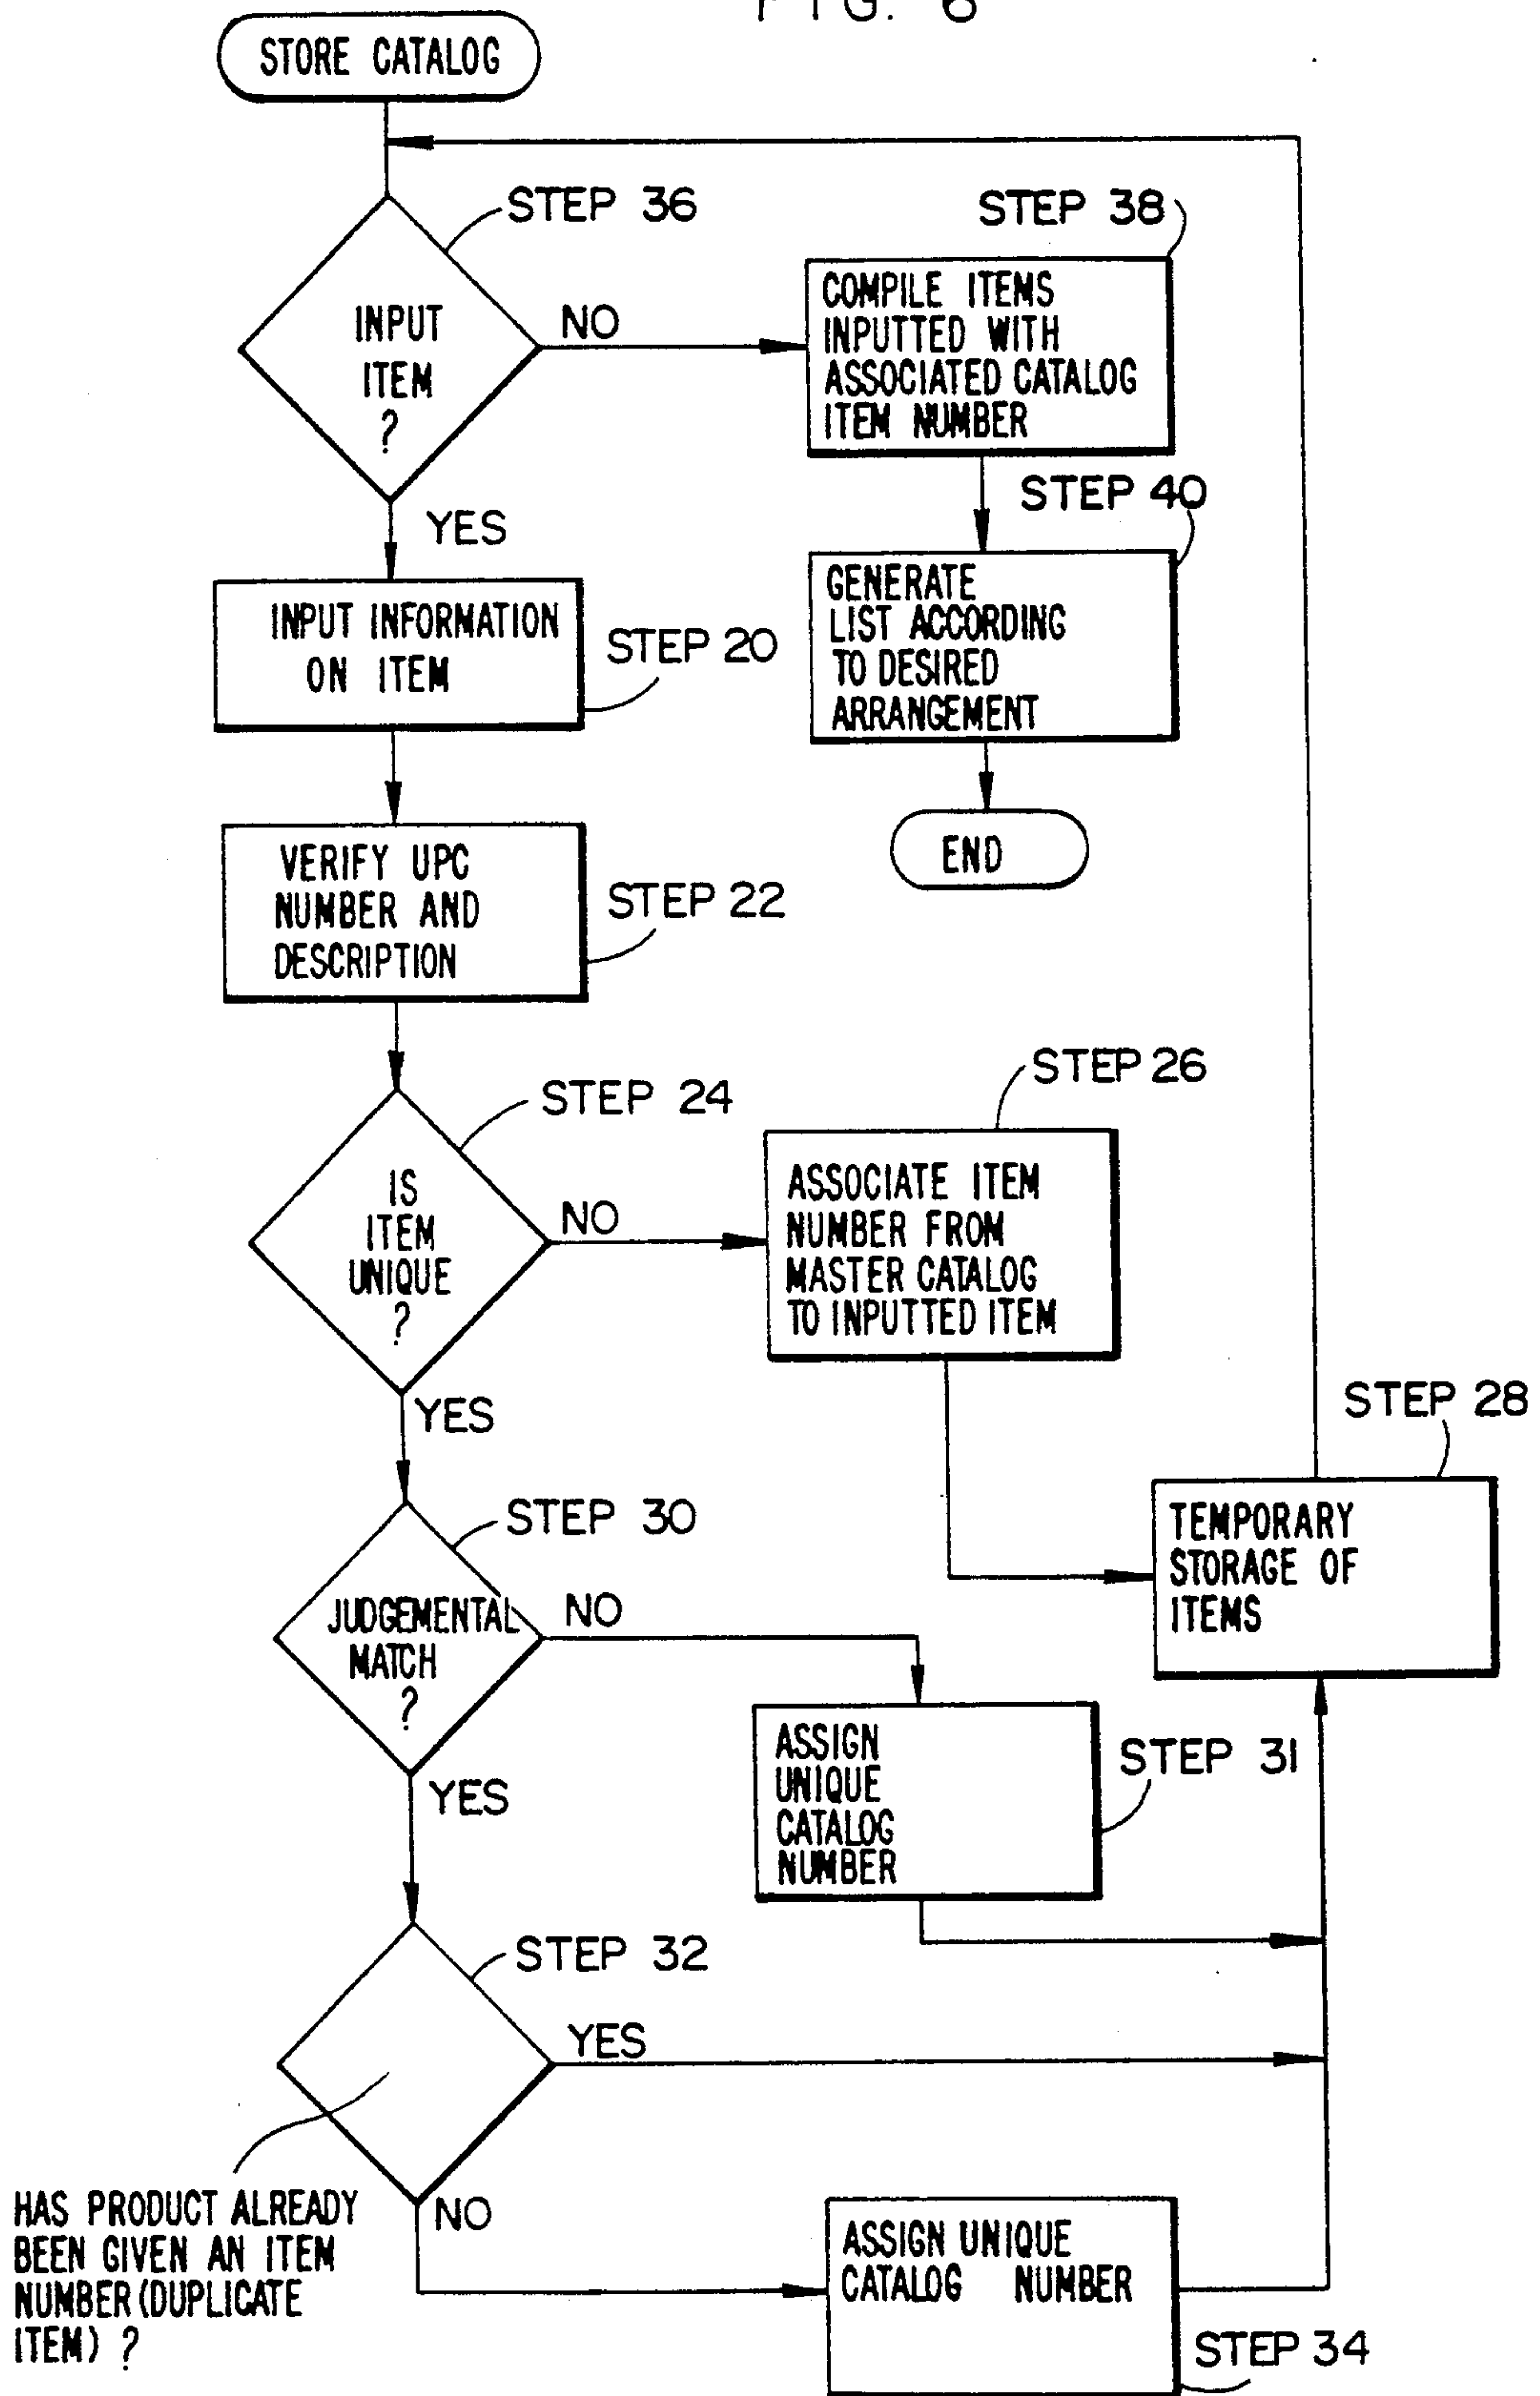 FIG. 6
STORE CATALOG
STEP 36
INPUT
ITEM
?
NO
YES
STEP 38
COMPILE ITEMS
INPUTTED WITH
ASSOCIATED CATALOG
ITEM NUMBER
STEP 40
GENERATE
LIST ACCORDING
TO DESIRED
ARRANGEMENT
END
INPUT INFORMATION
ON ITEM
STEP 20
VERIFY UPC
NUMBER AND
DESCRIPTION
STEP 22
STEP 24
IS
ITEM
UNIQUE
?
NO
YES
STEP 26
ASSOCIATE ITEM
NUMBER FROM
MASTER CATALOG
TO INPUTTED ITEM
STEP 28
TEMPORARY
STORAGE OF
ITEMS
STEP 30
JUDGEMENTAL
MATCH
?
NO
YES
ASSIGN
UNIQUE
CATALOG
NUMBER
STEP 31
STEP 32
YES
NO
HAS PRODUCT ALREADY
BEEN GIVEN AN ITEM
NUMBER (DUPLICATE
ITEM) ?
ASSIGN UNIQUE
CATALOG NUMBER
STEP 34